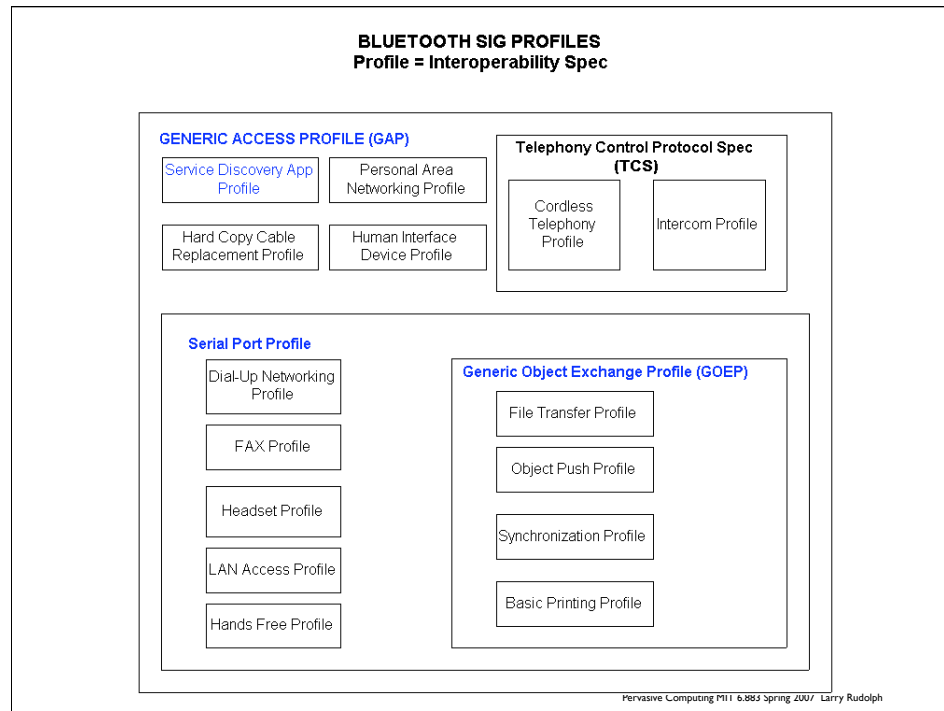 BLUETOOTH SIG PROFILES
Profile = Interoperability Spec
GENERIC ACCESS PROFILE (GAP)
Service Discovery App
Profile
Personal Area
Networking Profile
Hard Copy Cable
Replacement Profile
Human Interface
Device Profile
Telephony Control Protocol Spec
(TCS)
Cordless
Telephony
Profile
Intercom Profile
Serial Port Profile
Dial-Up Networking
Profile
FAX Profile
Headset Profile
LAN Access Profile
Hands Free Profile
Generic Object Exchange Profile (GOEP)
File Transfer Profile
Object Push Profile
Synchronization Profile
Basic Printing Profile
Pervasive Computing MIT 6.883 Spring 2007 Larry Rudolph